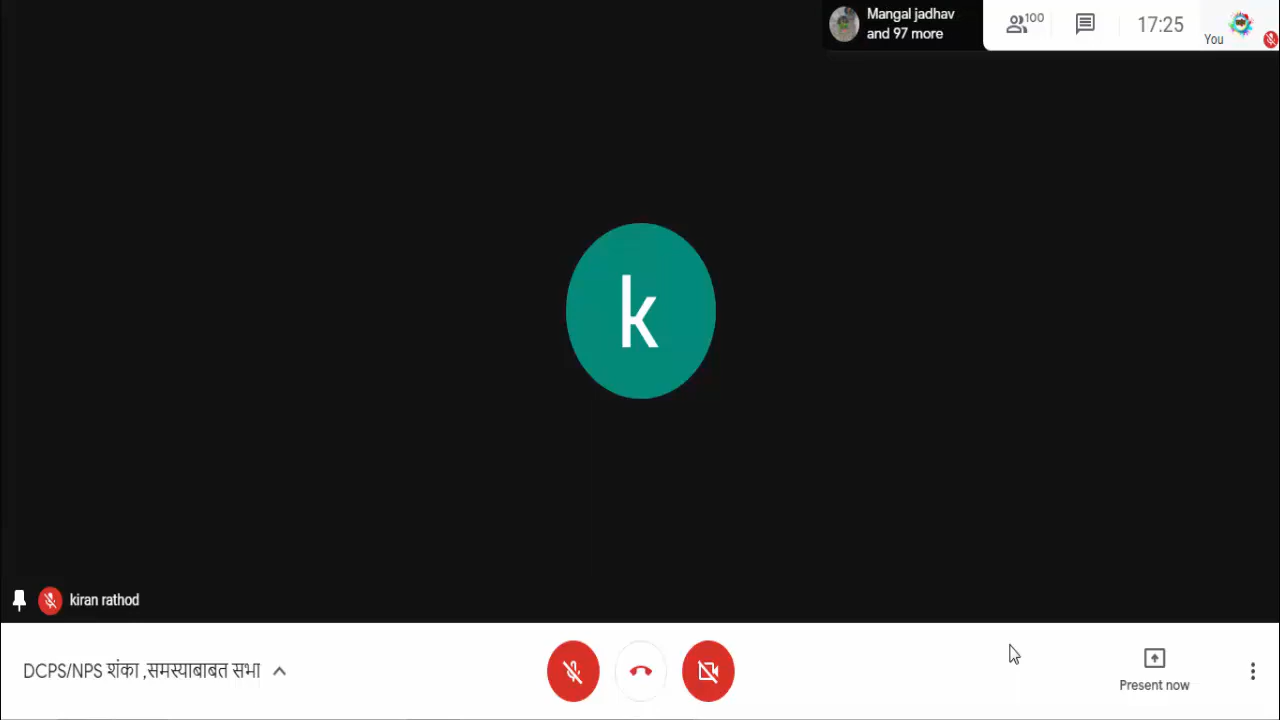 Mangal jadhav
and 97 more
100
17:25
You
k
kiran rathod
DCPS/NPS शंका ,समस्याबाबत सभा
Present now